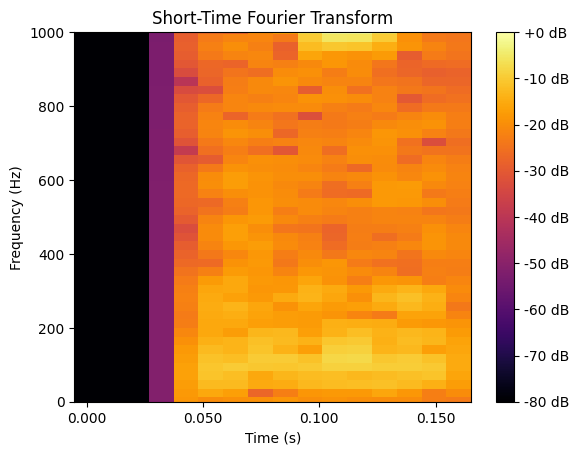 Short-Time Fourier Transform
1000
800
600
400
200
0
Frequency (Hz)
0.000
0.050
0.100
0.150
Time (s)
+0 dB
-10 dB
-20 dB
-30 dB
-40 dB
-50 dB
-60 dB
-70 dB
-80 dB